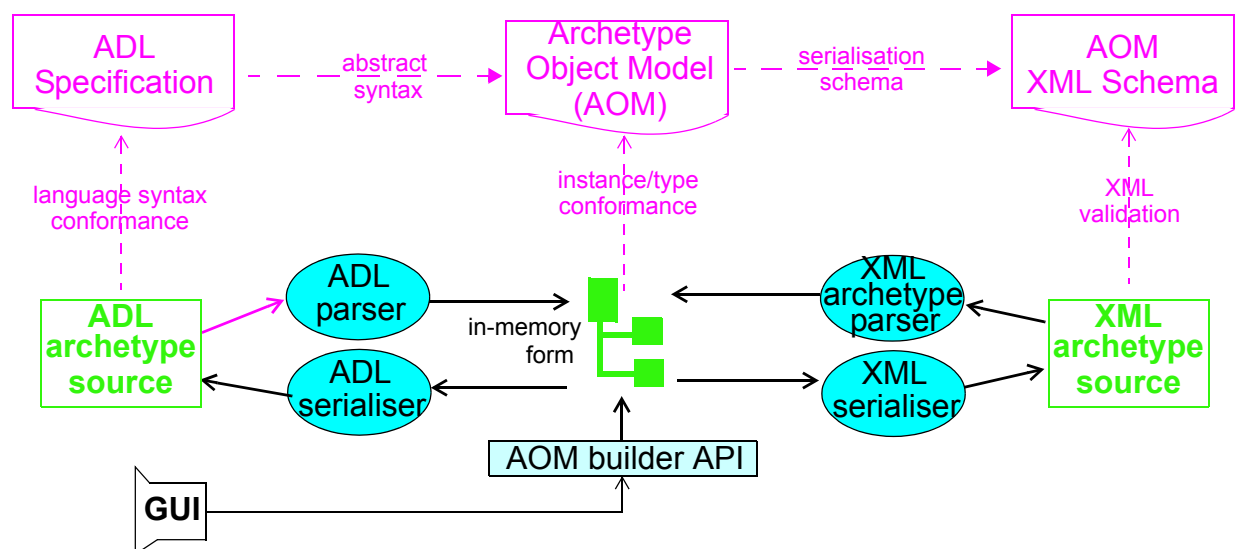 ADL
Specification
abstract
syntax
Archetype
Object Model
(AOM)
serialisation
schema
AOM
XML Schema
language syntax
conformance
instance/type
conformance
XML
validation
ADL
archetype
source
ADL
parser
in-memory
form
XML
archetype
parser
XML
archetype
source
ADL
serialiser
XML
serialiser
AOM builder API
GUI